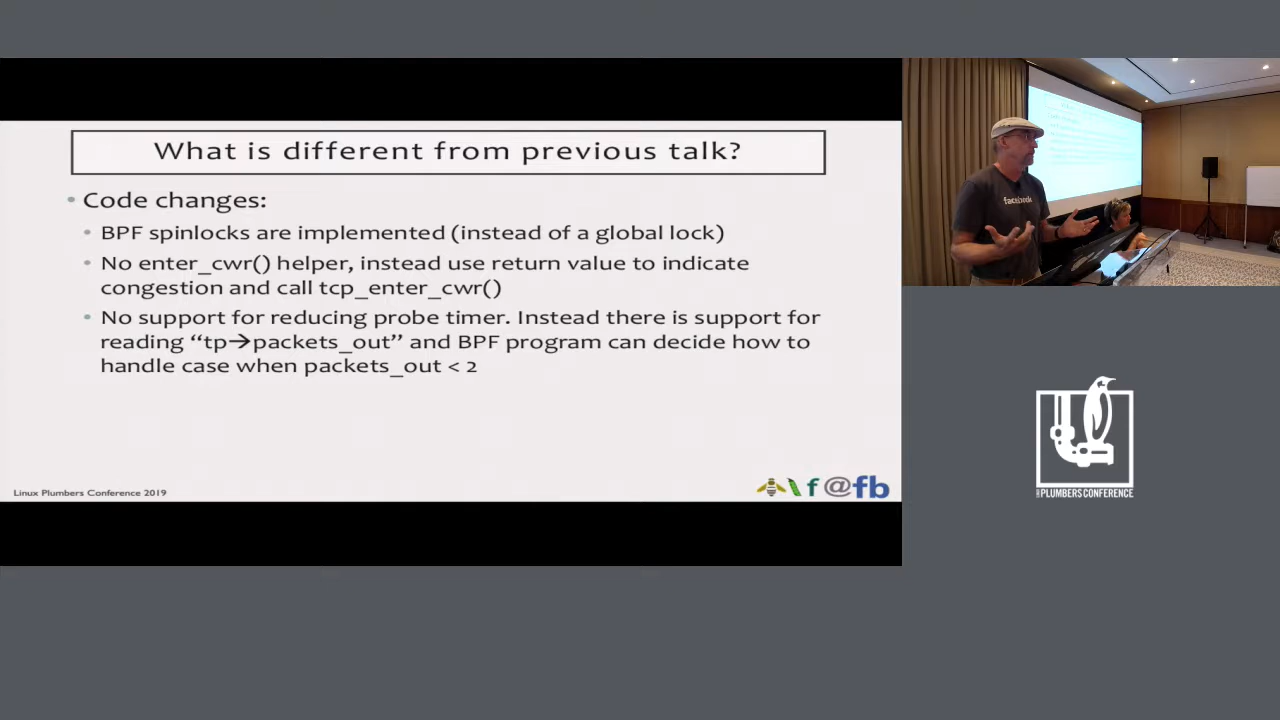 What is different from previous talk?
Code changes:
BPF spinlocks are implemented (instead of a global lock)
No enter_cwr() helper, instead use return value to indicate
congestion and call tcp_enter_cwr()
No support for reducing probe timer. Instead there is support for
reading “tp→packets_out” and BPF program can decide how to
handle case when packets_out < 2
Linux Plumbers Conference 2019
f@fb
facebook
PLUMBERS CONFERENCE